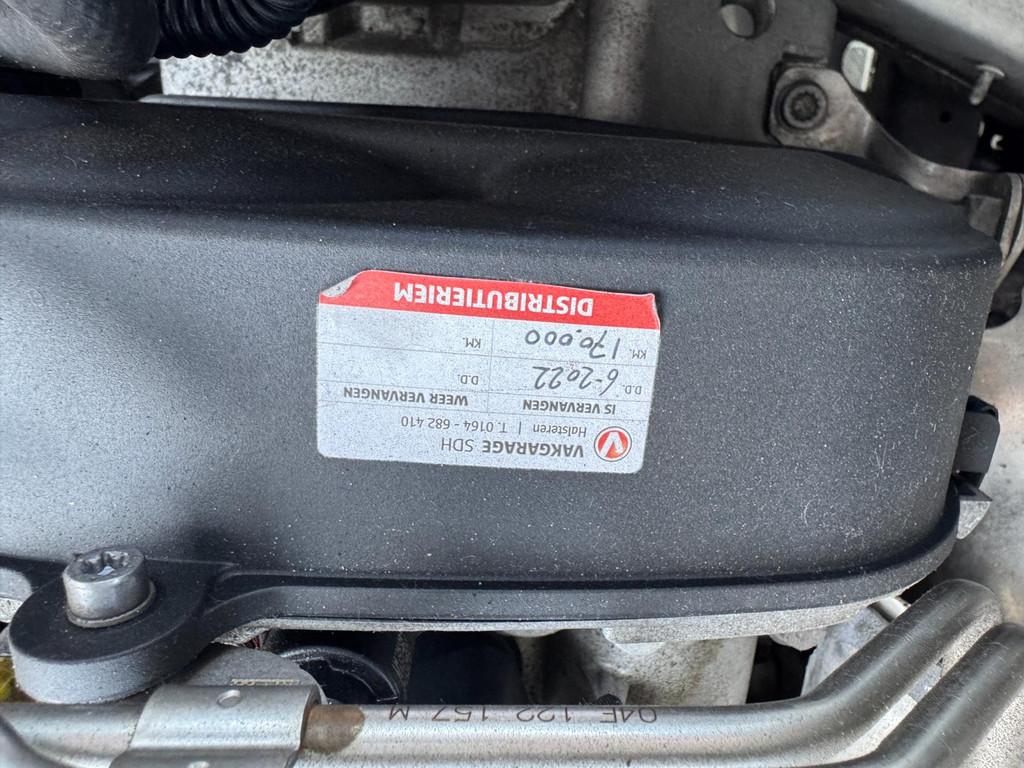 VAKGARAGE SDH
Halsteren | T. 0164 - 682 410
IS VERVANGEN WEER VERVANGEN
D.D. 6-2022 D.D.
KM. 170.000 KM.
DISTRIBUTIERIEM
04E 122 157 M